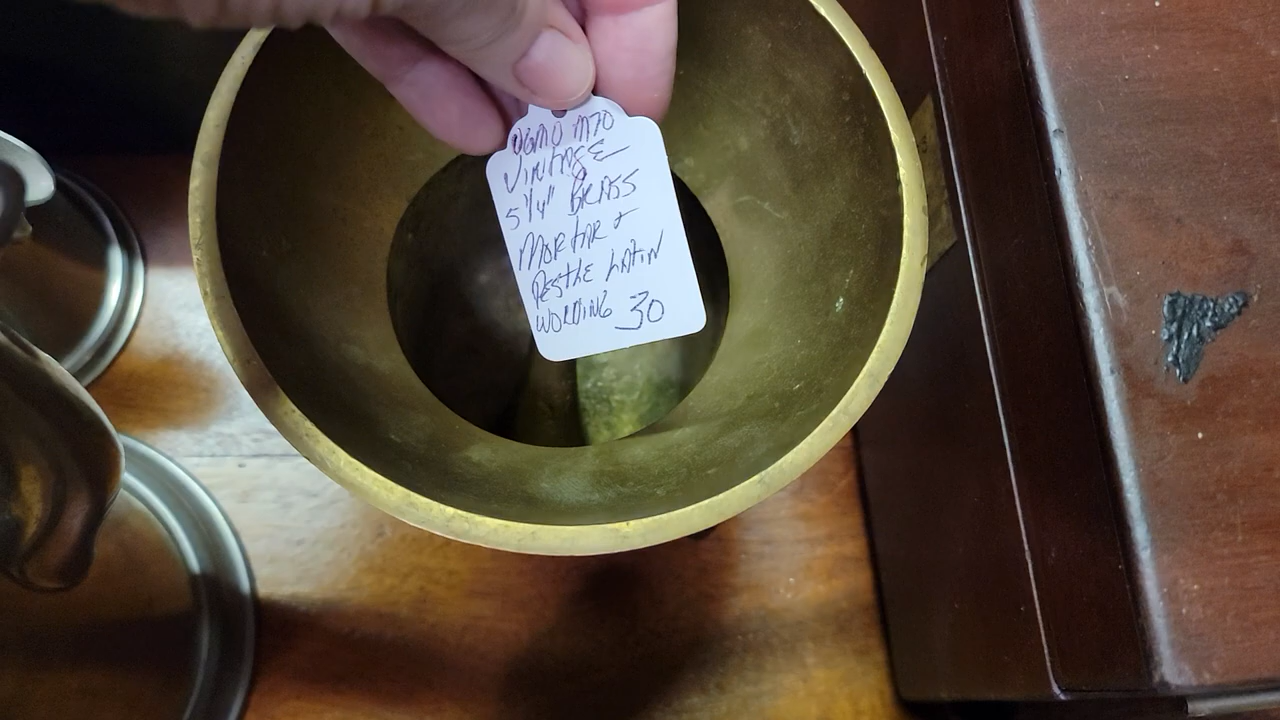 VINTAGE
5 1/4" BRASS
MORTAR &
PESTLE LATIN
WORDING 30